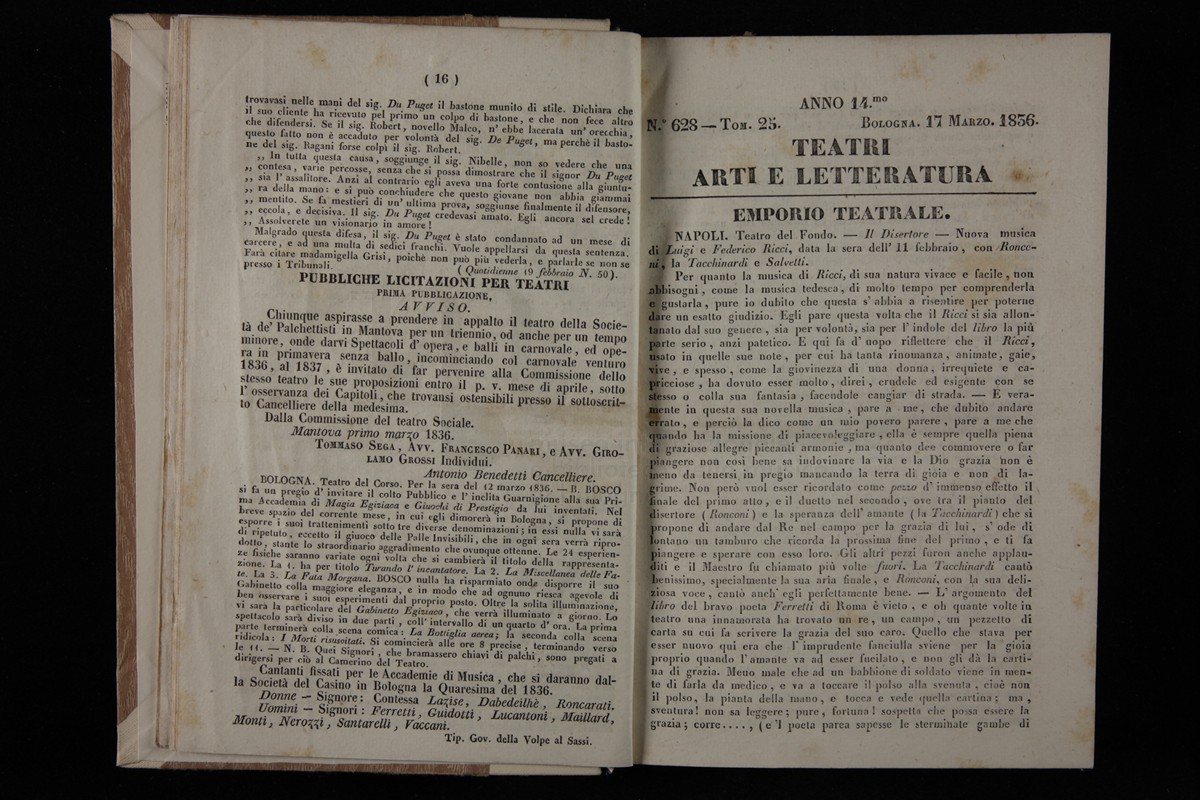 ( 16 )
trovavasi nelle mani del sig. Du Puget il bastone munito di stile. Dichiara che
il suo cliente ha ricevuto pel primo un colpo di bastone, e che non fece altro
che difendersi. Se il sig. Robert, novello Malco, n' ebbe lacerata un' orecchia,
questo fatto non è accaduto per volontà del sig. De Puget, ma perchè il basto-
ne del sig. Ragani forse colpì il sig. Robert.
,, In tutta questa causa, soggiunge il sig. Nibelle, non so vedere che una
,, contesa, varie percosse, senza che si possa dimostrare che il signor Du Puget
,, sia l' assalitore. Anzi al contrario egli aveva una forte contusione alla giuntu-
,, ra della mano: e si può conchiudere che questo giovane non abbia giammai
,, mentito. Se fa mestieri di un' ultima prova, soggiunse finalmente il difensore,
,, eccola, e decisiva. Il sig. Du Puget credevasi amato. Egli ancora sel crede!
,, Assolverete un visionario in amore!
Malgrado questa difesa, il sig. Du Puget è stato condannato ad un mese di
carcere, e ad una multa di sedici franchi. Vuole appellarsi da questa sentenza.
Farà citare madamigella Grisi, poichè non può più vederla, e parlarle se non se
presso i Tribunali. ( Quotidienne 19 febbraio N. 50).
PUBBLICHE LICITAZIONI PER TEATRI
PRIMA PUBBLICAZIONE,
AVVISO.
Chiunque aspirasse a prendere in appalto il teatro della Socie-
tà de' Palchettisti in Mantova per un triennio, od anche per un tempo
minore, onde darvi Spettacoli d' opera, e balli in carnovale, ed ope-
ra in primavera senza ballo, incominciando col carnovale venturo
1836, al 1837, è invitato di far pervenire alla Commissione dello
stesso teatro le sue proposizioni entro il p. v. mese di aprile, sotto
l' osservanza dei Capitoli, che trovansi ostensibili presso il sottoscrit-
to Cancelliere della medesima.
Dalla Commissione del teatro Sociale.
Mantova primo marzo 1836.
TOMMASO SEGA, AVV. FRANCESCO PANARI, e AVV. GIRO-
LAMO GROSSI Individui.
Antonio Benedetti Cancelliere.
BOLOGNA. Teatro del Corso. Per la sera del 12 marzo 1836. — B. BOSCO
si fa un pregio d' invitare il colto Pubblico e l' inclita Guarnigione alla sua Pri-
ma Accademia di Magia Egiziaca e Giuochi di Prestigio da lui inventati. Nel
breve spazio del corrente mese, in cui egli dimorerà in Bologna, si propone di
esporre i suoi trattenimenti sotto tre diverse denominazioni; in essi nulla vi sarà
di ripetuto, eccetto il giuoco delle Palle Invisibili, che in ogni sera verrà ripro-
dotto, stante lo straordinario aggradimento che ovunque ottenne. Le 24 esperien-
ze fisiche saranno variate ogni volta che si cambierà il titolo della rappresenta-
zione. La 1. ha per titolo Turando l' incantatore. La 2. La Miscellanea delle Fa-
te. La 3. La Fata Morgana. BOSCO nulla ha risparmiato onde disporre il suo
Gabinetto colla maggiore eleganza, e in modo che ad ognuno riesca agevole di
ben osservare i suoi esperimenti dal proprio posto. Oltre la solita illuminazione,
vi sarà la particolare del Gabinetto Egiziaco, che verrà illuminato a giorno. Lo
spettacolo sarà diviso in due parti, coll' intervallo di un quarto d' ora. La prima
parte terminerà colla scena comica: La Bottiglia aerea; la seconda colla scena
ridicola: I Morti risuscitati. Si comincierà alle ore 8 precise, terminando verso
le 11. — N. B. Quei Signori, che bramassero chiavi di palchi, sono pregati a
dirigersi per ciò al Camerino del Teatro.
Cantanti fissati per le Accademie di Musica, che si daranno dal-
la Società del Casino in Bologna la Quaresima del 1836.
Donne — Signore: Contessa Lazise, Dabedeilhè, Roncarati.
Uomini — Signori: Ferretti, Guidotti, Lucantoni, Maillard,
Monti, Nerozzi, Santarelli, Vaccani.
Tip. Gov. della Volpe al Sassi.
ANNO 14.mo
N.° 628 — TOM. 25. BOLOGNA. 17 MARZO. 1836.
TEATRI
ARTI E LETTERATURA
EMPORIO TEATRALE.
NAPOLI. Teatro del Fondo. — Il Disertore — Nuova musica
di Luigi e Federico Ricci, data la sera dell' 11 febbraio, con Ronco-
ni, la Tacchinardi e Salvetti.
Per quanto la musica di Ricci, di sua natura vivace e facile, non
abbisogni, come la musica tedesca, di molto tempo per comprenderla
e gustarla, pure io dubito che questa s' abbia a risentire per poterne
dare un esatto giudizio. Egli pare questa volta che il Ricci si sia allon-
tanato dal suo genere, sia per volontà, sia per l' indole del libro la più
parte serio, anzi patetico. E qui fa d' uopo riflettere che il Ricci,
usato in quelle sue note, per cui ha tanta rinomanza, animate, gaie,
vive, e spesso, come la giovinezza di una donna, irrequiete e ca-
pricciose, ha dovuto esser molto, direi, crudele ed esigente con se
stesso o colla sua fantasia, facendole cangiar di strada. — E vera-
mente in questa sua novella musica, pare a me, che dubito andare
errato, e perciò la dico come un mio povero parere, pare a me che
quando ha la missione di piacevoleggiare, ella è sempre quella piena
di graziose allegre piccanti armonie, ma quanto dee commovere o far
piangere non così bene sa indovinare la via e la Dio grazia non è
meno da tenersi in pregio mancando la terra di gioia e non di la-
grime. Non però vuol esser ricordato come pezzo d' immenso effetto il
finale del primo atto, e il duetto nel secondo, ove tra il pianto del
disertore ( Ronconi ) e la speranza dell' amante ( la Tacchinardi ) che si
propone di andare dal Re nel campo per la grazia di lui, s' ode di
lontano un tamburo che ricorda la prossima fine del primo, e ti fa
piangere e sperare con esso loro. Gli altri pezzi furon anche applau-
diti e il Maestro fu chiamato più volte fuori. La Tacchinardi cantò
benissimo, specialmente la sua aria finale, e Ronconi, con la sua deli-
ziosa voce, cantò anch' egli perfettamente bene. — L' argomento del
libro del bravo poeta Ferretti di Roma è vieto, e oh quante volte in
teatro una innamorata ha trovato un re, un campo, un pezzetto di
carta su cui fa scrivere la grazia del suo caro. Quello che stava per
esser nuovo qui era che l' imprudente fanciulla sviene per la gioia
proprio quando l' amante va ad esser fucilato, e non gli dà la carti-
na di grazia. Meno male che ad un babbione di soldato viene in men-
te di farla da medico, e va a toccare il polso alla svenuta, cioè non
il polso, la pianta della mano, e tocca e vede quella cartina; ma,
sventura! non sa leggere; pure, fortuna! sospetta che possa essere la
grazia; corre...., (e 'l poeta parea sapesse le sterminate gambe di